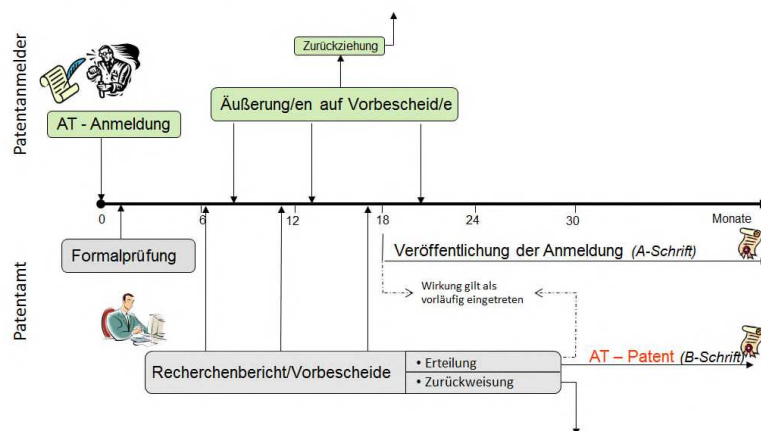 Patentanmelder
Zurückziehung
Äußerung/en auf Vorbescheid/e
AT - Anmeldung
0
6
12
18
24
30
Monate
Patentamt
Formalprüfung
Veröffentlichung der Anmeldung (A-Schrift)
Wirkung gilt als
vorläufig eingetreten
Recherchenbericht/Vorbescheide
• Erteilung
• Zurückweisung
AT – Patent (B-Schrift)